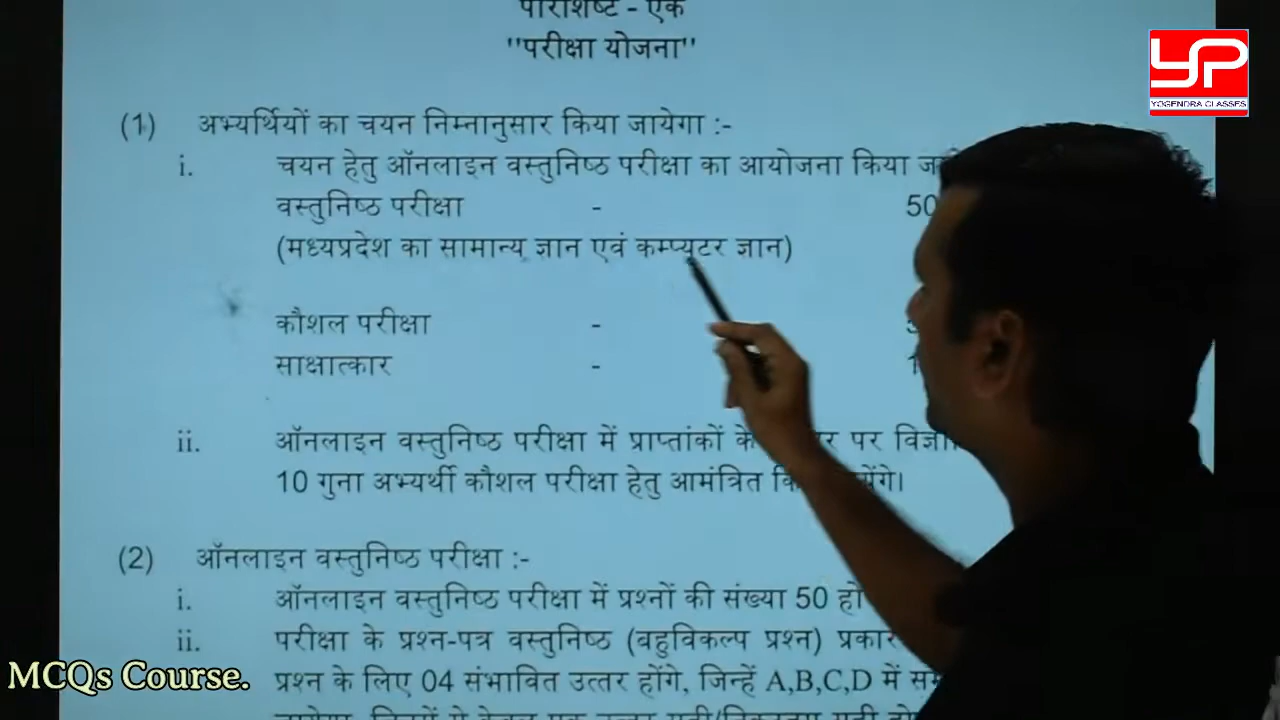 परिशिष्ट - एक
''परीक्षा योजना''
YP
YOGENDRA CLASSES
(1) अभ्यर्थियों का चयन निम्नानुसार किया जायेगा :-
i. चयन हेतु ऑनलाइन वस्तुनिष्ठ परीक्षा का आयोजना किया
वस्तुनिष्ठ परीक्षा - 50
(मध्यप्रदेश का सामान्य ज्ञान एवं कम्प्यूटर ज्ञान)
कौशल परीक्षा -
साक्षात्कार -
ii. ऑनलाइन वस्तुनिष्ठ परीक्षा में प्राप्तांकों के पर
10 गुना अभ्यर्थी कौशल परीक्षा हेतु आमंत्रित
(2) ऑनलाइन वस्तुनिष्ठ परीक्षा :-
i. ऑनलाइन वस्तुनिष्ठ परीक्षा में प्रश्नों की संख्या 50
ii. परीक्षा के प्रश्न-पत्र वस्तुनिष्ठ (बहुविकल्प प्रश्न) प्रकार
प्रश्न के लिए 04 संभावित उत्तर होंगे, जिन्हें A,B,C,D में
MCQs Course.